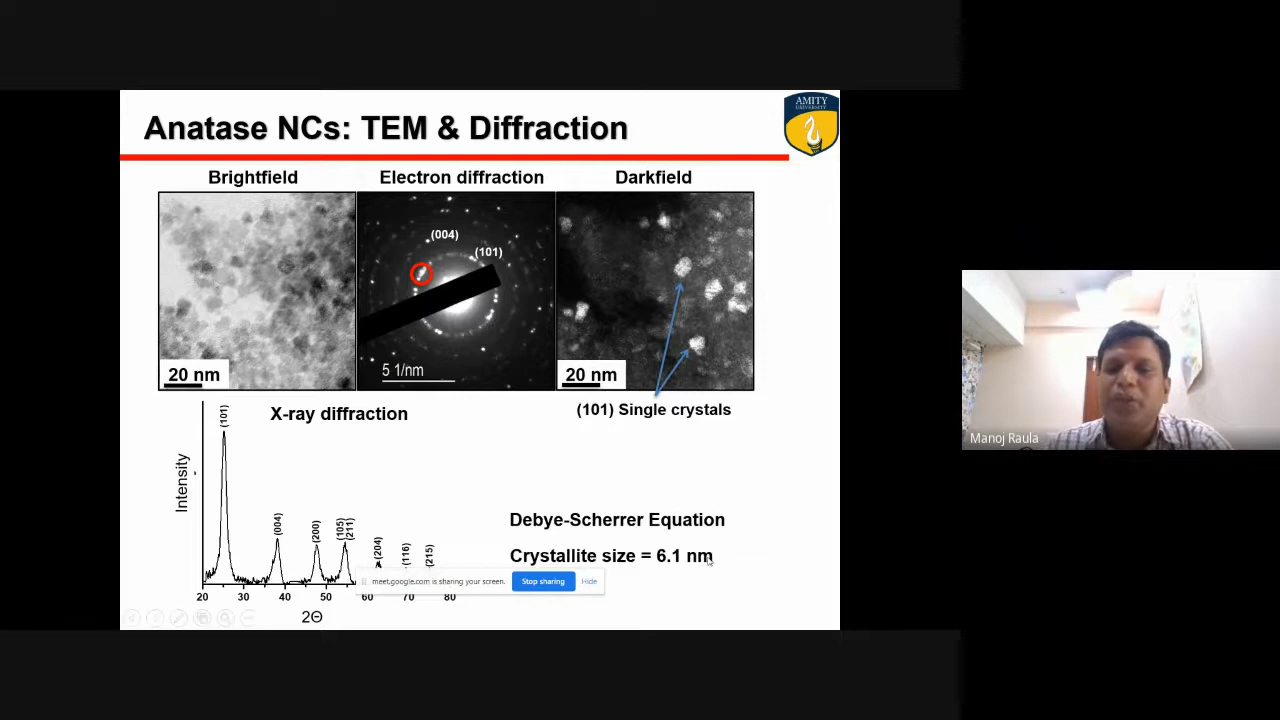 Anatase NCs: TEM & Diffraction
AMITY
UNIVERSITY
Brightfield
Electron diffraction
Darkfield
(004)
(101)
20 nm
5 1/nm
20 nm
(101) Single crystals
X-ray diffraction
Intensity
(101)
(004)
(200)
(105)
(211)
(204)
(116)
(215)
Debye-Scherrer Equation
Crystallite size = 6.1 nm
meet.google.com is sharing your screen.
Stop sharing
Hide
20 30 40 50 60 70 80
2Θ
Manoj Raula